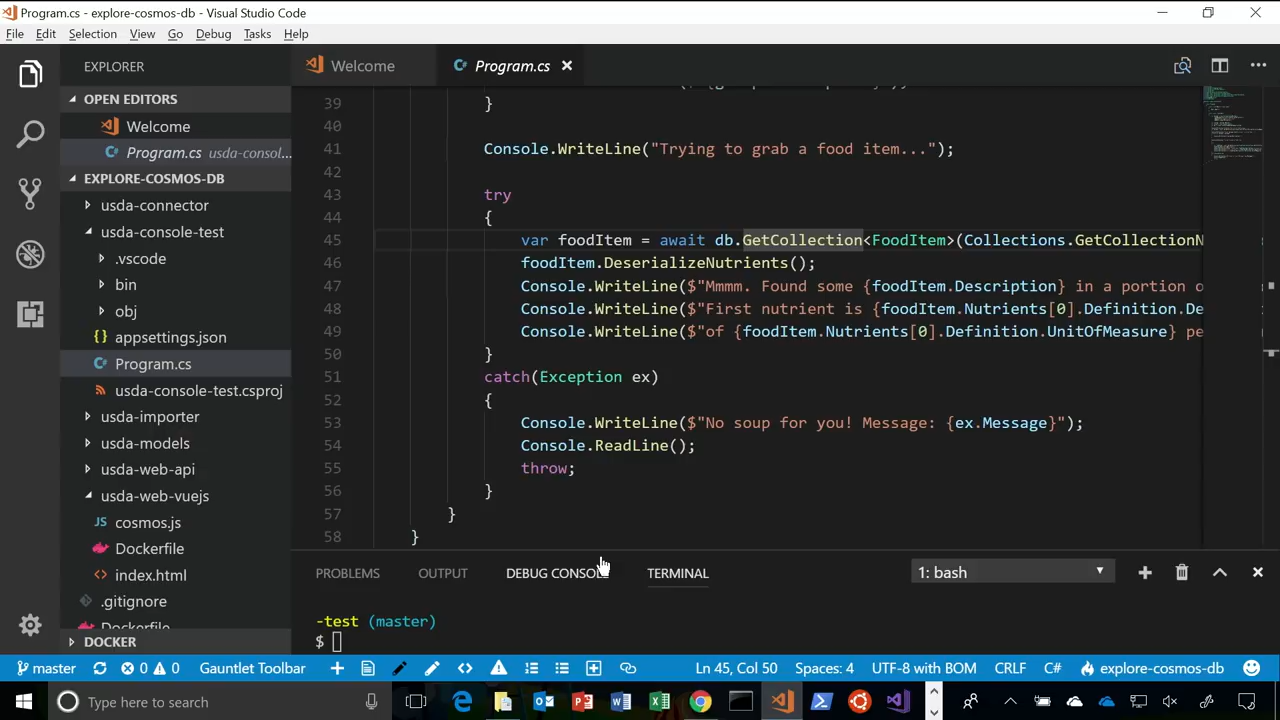 Program.cs - explore-cosmos-db - Visual Studio Code
File Edit Selection View Go Debug Tasks Help
EXPLORER
OPEN EDITORS
Welcome
Program.cs usda-consol...
EXPLORE-COSMOS-DB
usda-connector
usda-console-test
.vscode
bin
obj
{} appsettings.json
C# Program.cs
usda-console-test.csproj
usda-importer
usda-models
usda-web-api
usda-web-vuejs
JS cosmos.js
Dockerfile
<> index.html
.gitignore
Dockerfile
DOCKER
Welcome
C# Program.cs
39 }
40
41 Console.WriteLine("Trying to grab a food item...");
42
43 try
44 {
45 var foodItem = await db.GetCollection<FoodItem>(Collections.GetCollectionN
46 foodItem.DeserializeNutrients();
47 Console.WriteLine($"Mmmm. Found some {foodItem.Description} in a portion o
48 Console.WriteLine($"First nutrient is {foodItem.Nutrients[0].Definition.De
49 Console.WriteLine($"of {foodItem.Nutrients[0].Definition.UnitOfMeasure} pe
50 }
51 catch(Exception ex)
52 {
53 Console.WriteLine($"No soup for you! Message: {ex.Message}");
54 Console.ReadLine();
55 throw;
56 }
57 }
58 }
PROBLEMS OUTPUT DEBUG CONSOLE TERMINAL 1: bash
-test (master)
$
master 0 0 Gauntlet Toolbar Ln 45, Col 50 Spaces: 4 UTF-8 with BOM CRLF C# explore-cosmos-db
Type here to search